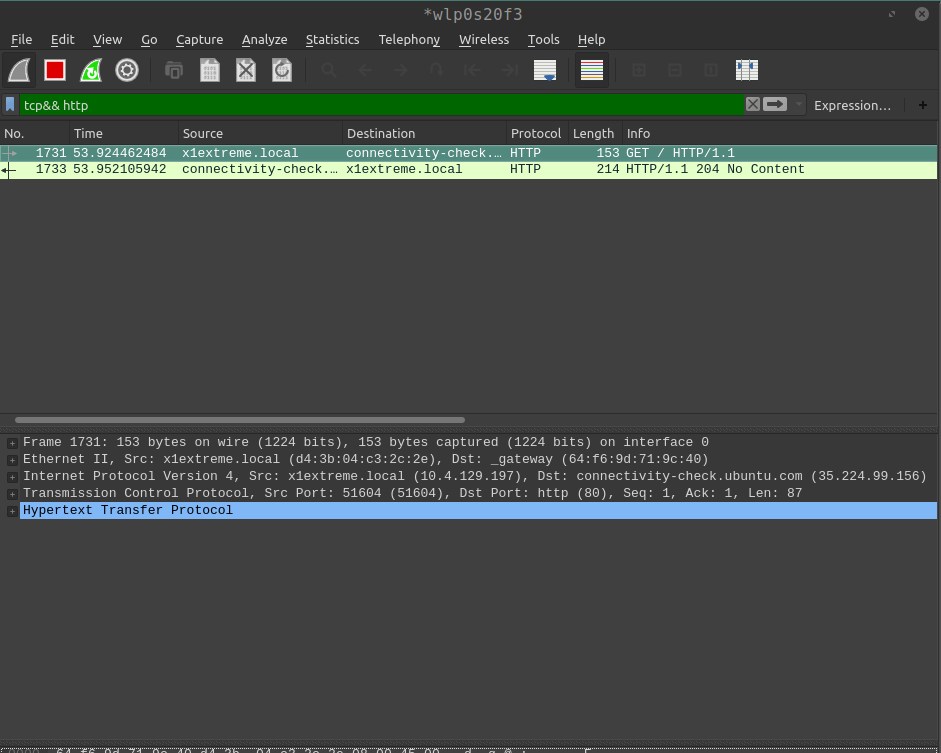 *wlp0s20f3
File Edit View Go Capture Analyze Statistics Telephony Wireless Tools Help
tcp&& http Expression… +
No. Time Source Destination Protocol Length Info
1731 53.924462484 x1extreme.local connectivity-check.… HTTP 153 GET / HTTP/1.1
1733 53.952105942 connectivity-check.… x1extreme.local HTTP 214 HTTP/1.1 204 No Content
Frame 1731: 153 bytes on wire (1224 bits), 153 bytes captured (1224 bits) on interface 0
Ethernet II, Src: x1extreme.local (d4:3b:04:c3:2c:2e), Dst: _gateway (64:f6:9d:71:9c:40)
Internet Protocol Version 4, Src: x1extreme.local (10.4.129.197), Dst: connectivity-check.ubuntu.com (35.224.99.156)
Transmission Control Protocol, Src Port: 51604 (51604), Dst Port: http (80), Seq: 1, Ack: 1, Len: 87
Hypertext Transfer Protocol